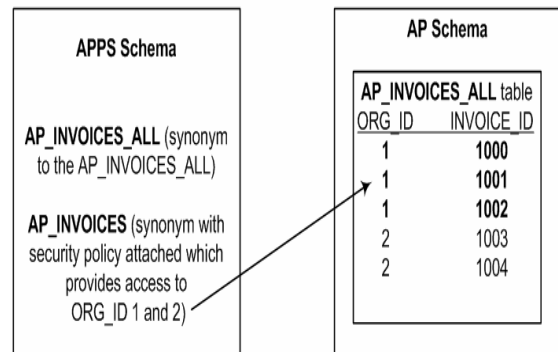 APPS Schema
AP_INVOICES_ALL (synonym
to the AP_INVOICES_ALL)
AP_INVOICES (synonym with
security policy attached which
provides access to
ORG_ID 1 and 2)
AP Schema
AP_INVOICES_ALL table
ORG_ID INVOICE_ID
1 1000
1 1001
1 1002
2 1003
2 1004